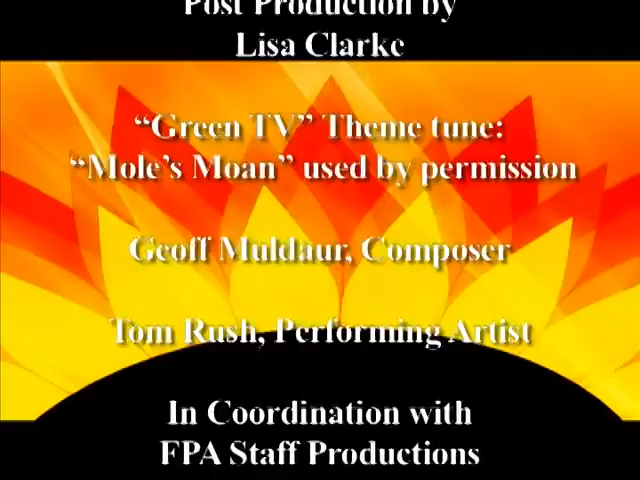 Post Production by
Lisa Clarke
“Green TV” Theme tune:
“Mole’s Moan” used by permission
Geoff Muldaur, Composer
Tom Rush, Performing Artist
In Coordination with
FPA Staff Productions